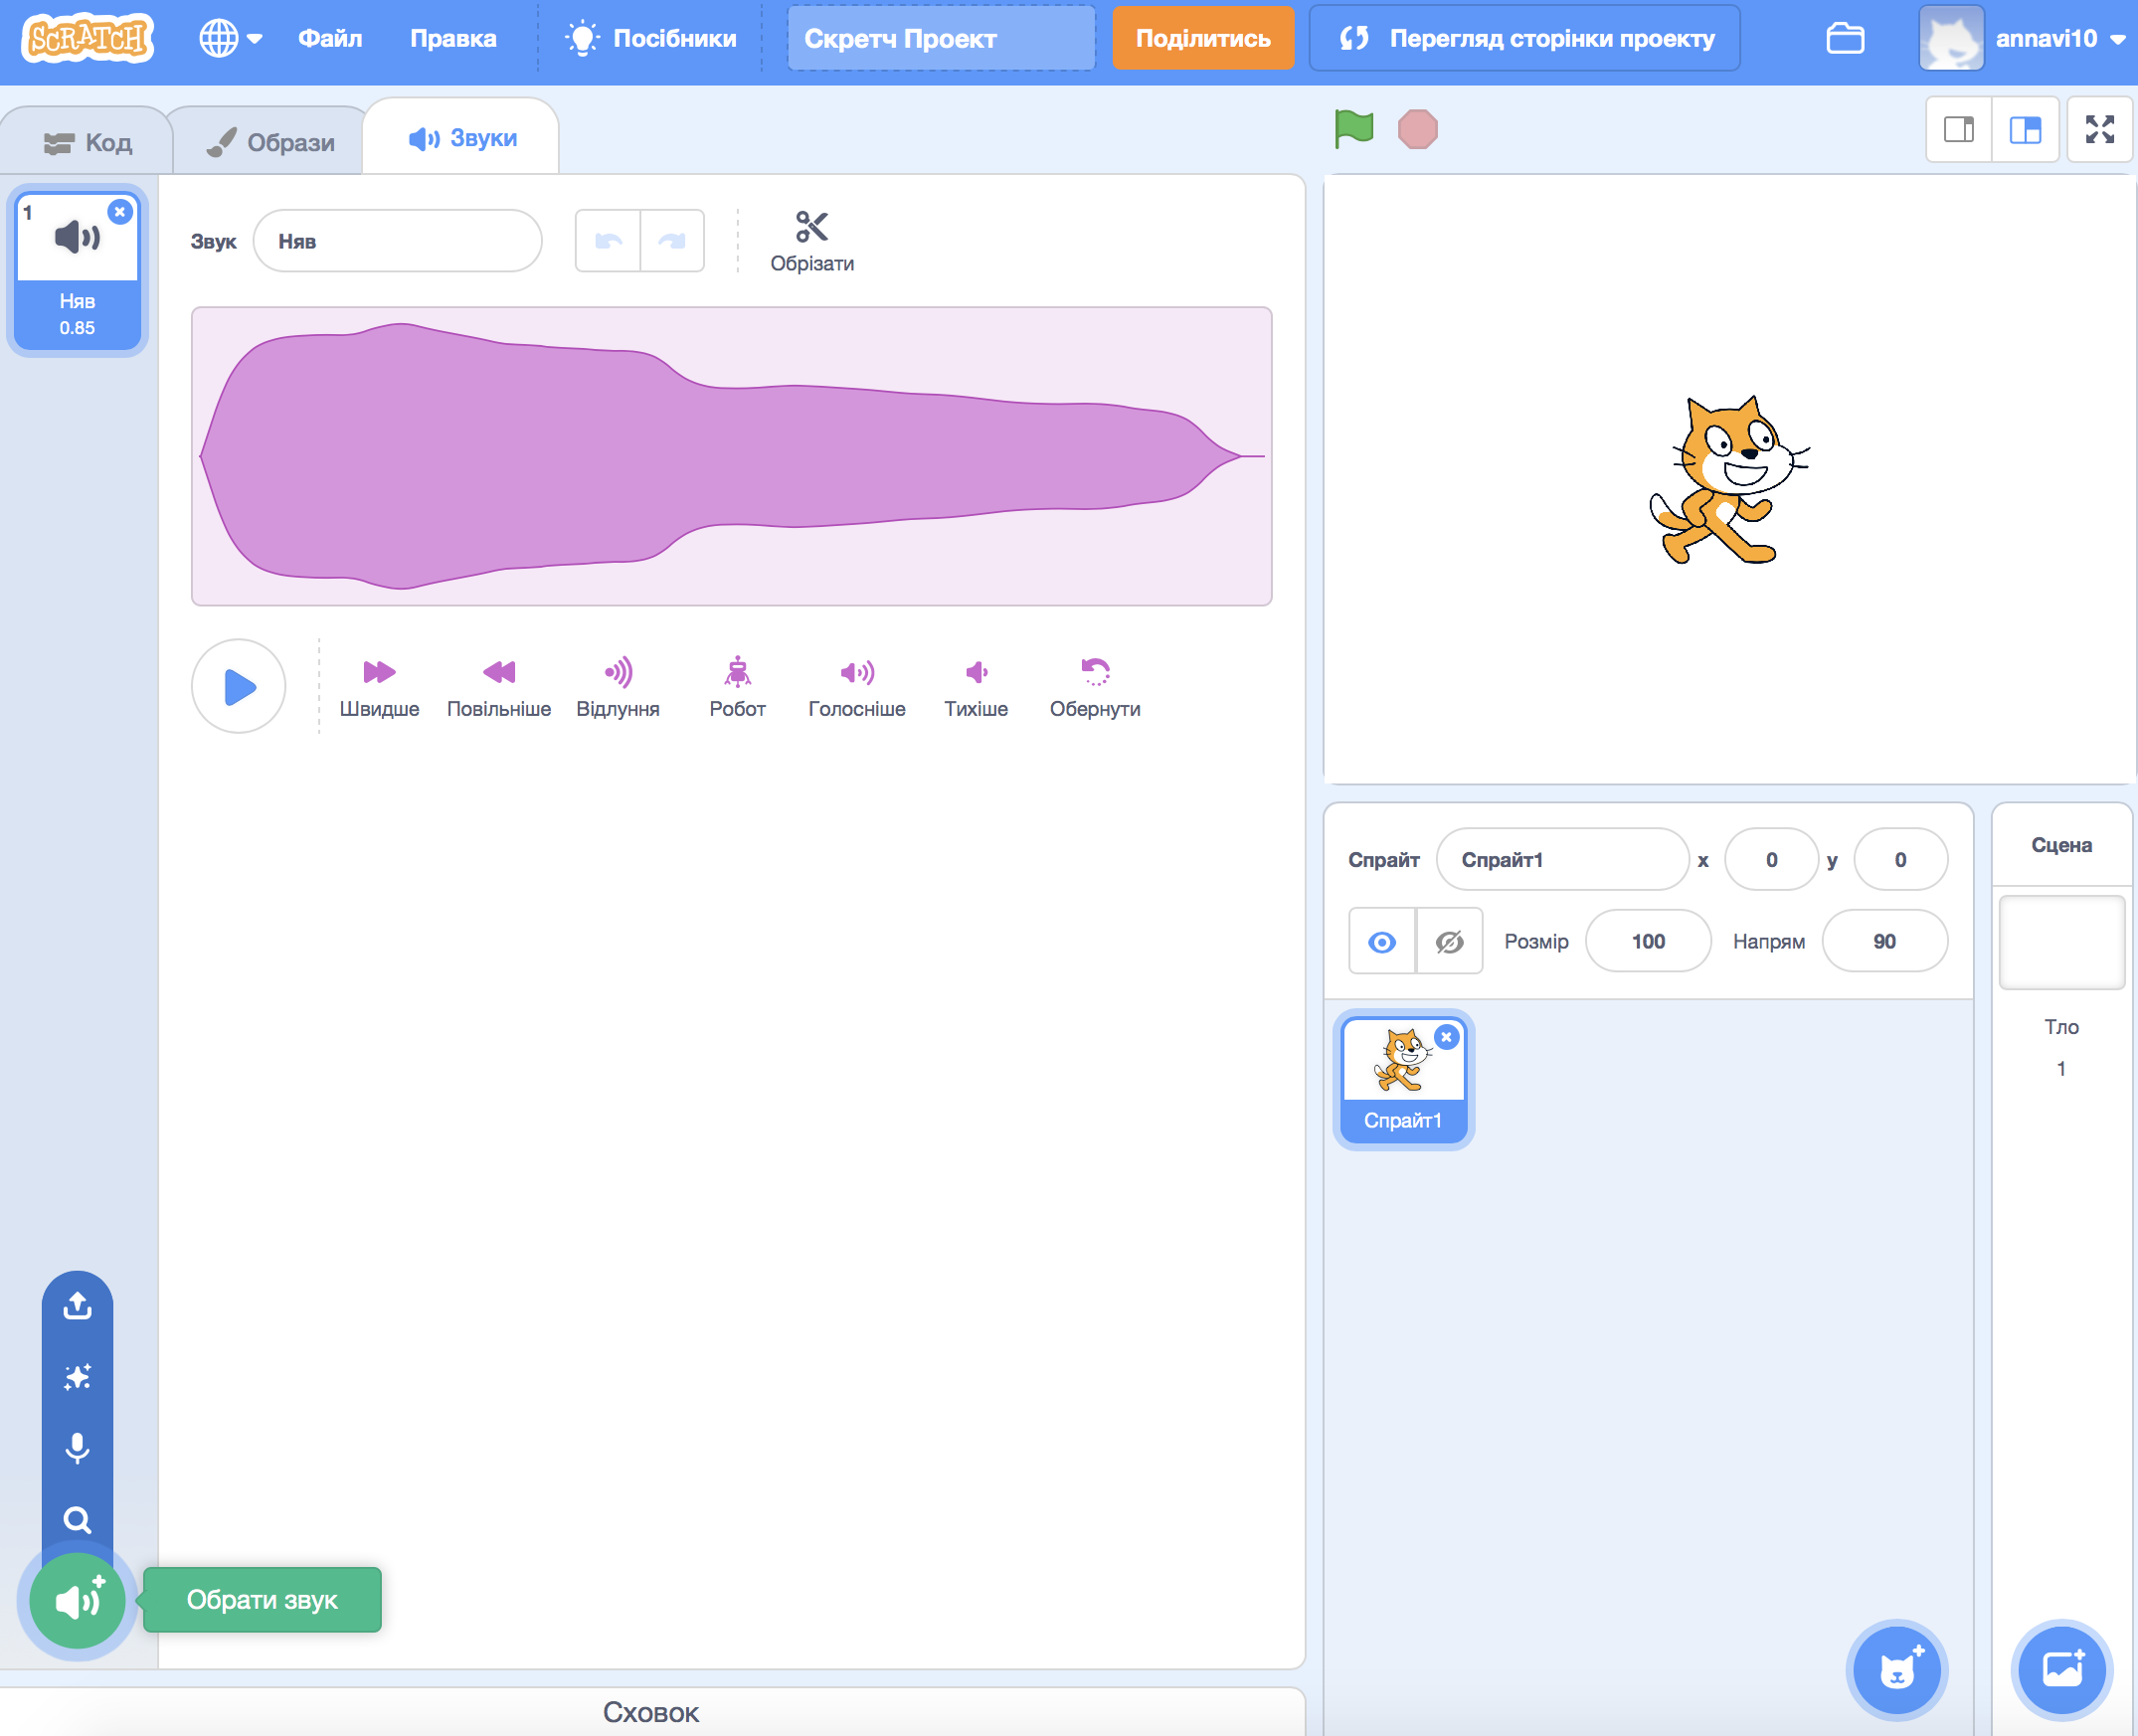 SCRATCH
Файл
Правка
Посібники
Скретч Проект
Поділитись
Перегляд сторінки проекту
annavi10
Код
Образи
Звуки
1
Няв
0.85
Звук
Няв
Обрізати
Швидше
Повільніше
Відлуння
Робот
Голосніше
Тихіше
Обернути
Обрати звук
Сховок
Спрайт
Спрайт1
x
0
y
0
Розмір
100
Напрям
90
Спрайт1
Сцена
Тло
1